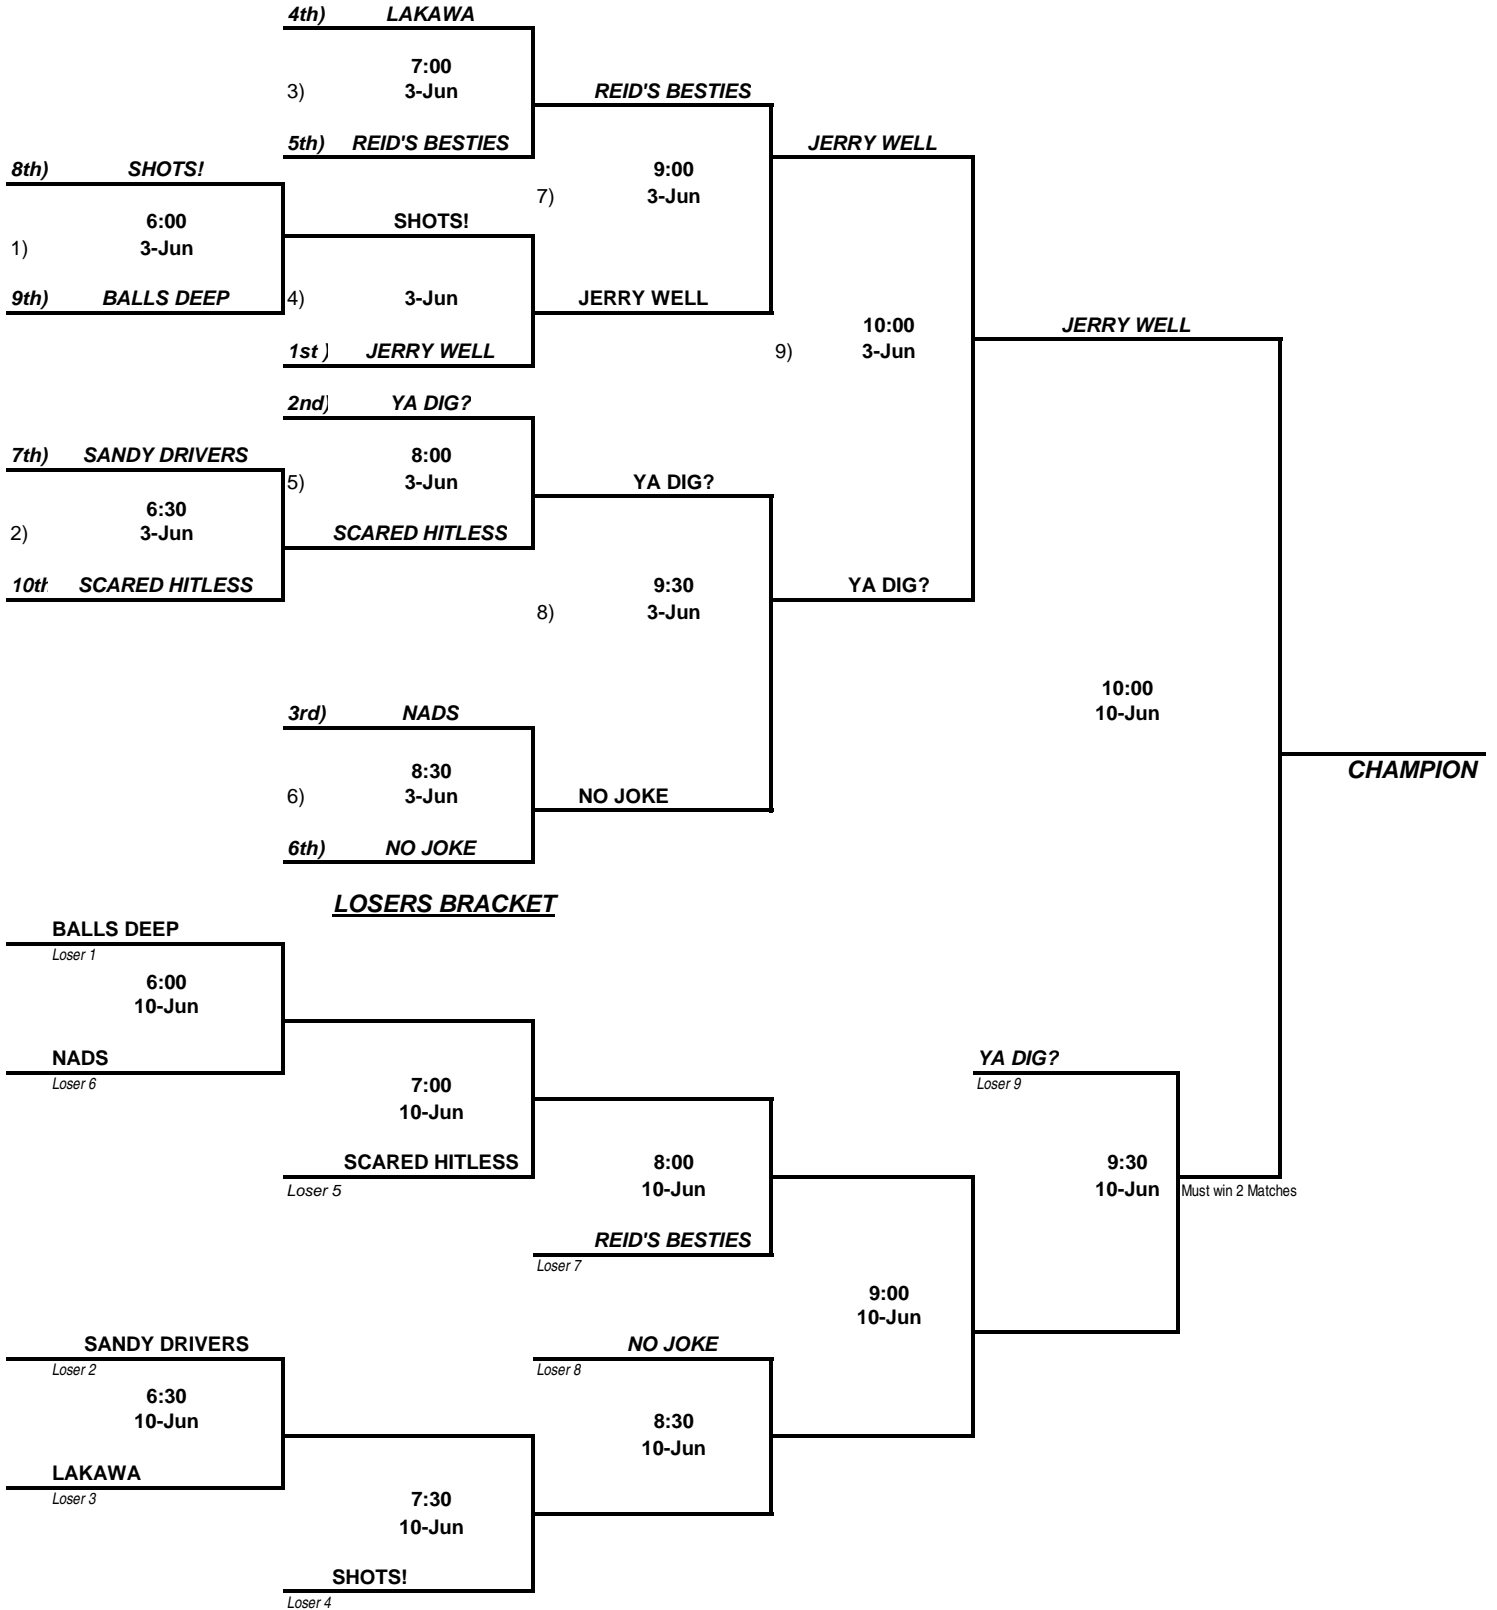 4th) LAKAWA
7:00
3) 3-Jun
REID'S BESTIES
5th) REID'S BESTIES
JERRY WELL
8th) SHOTS!
9:00
7) 3-Jun
6:00
SHOTS!
1) 3-Jun
9th) BALLS DEEP
4) 3-Jun
JERRY WELL
10:00
JERRY WELL
1st ) JERRY WELL
9) 3-Jun
2nd) YA DIG?
7th) SANDY DRIVERS
8:00
5) 3-Jun
YA DIG?
6:30
2) 3-Jun
SCARED HITLESS
10th SCARED HITLESS
9:30
YA DIG?
8) 3-Jun
10:00
10-Jun
3rd) NADS
8:30
6) 3-Jun
NO JOKE
CHAMPION
6th) NO JOKE
LOSERS BRACKET
BALLS DEEP
Loser 1
6:00
10-Jun
NADS
Loser 6
YA DIG?
Loser 9
7:00
10-Jun
SCARED HITLESS
Loser 5
8:00
10-Jun
9:30
10-Jun
Must win 2 Matches
REID'S BESTIES
Loser 7
9:00
10-Jun
SANDY DRIVERS
Loser 2
NO JOKE
Loser 8
6:30
10-Jun
8:30
10-Jun
LAKAWA
Loser 3
7:30
10-Jun
SHOTS!
Loser 4